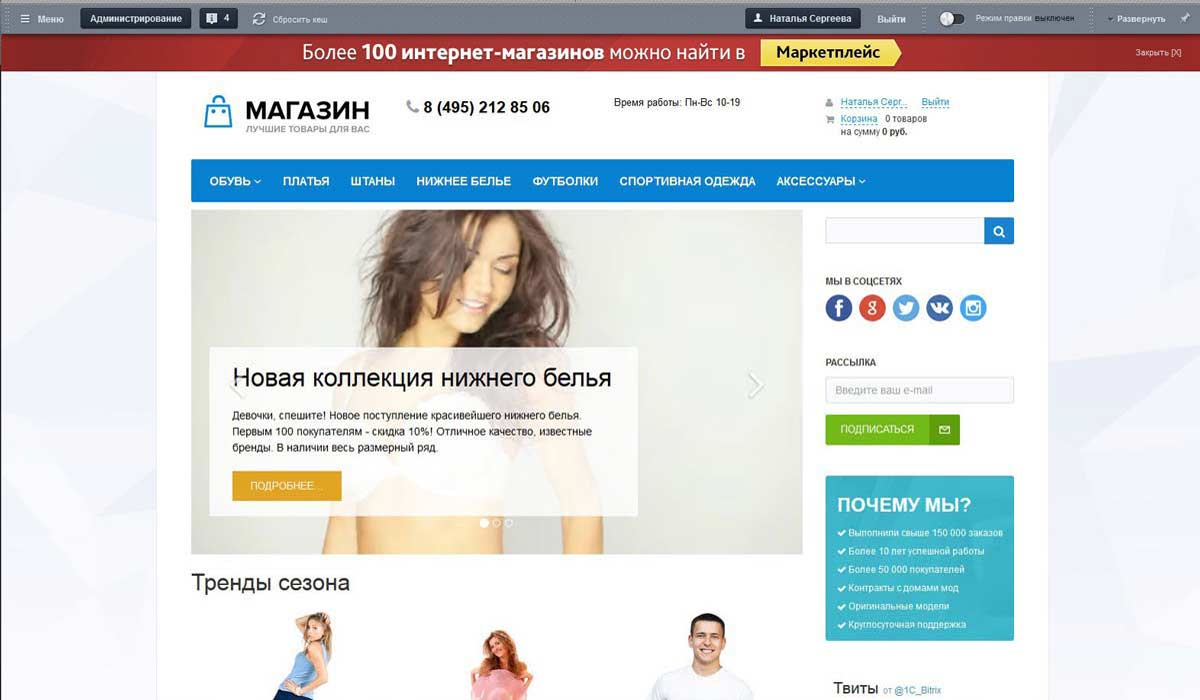 Меню
Администрирование
4
Сбросить кеш
Наталья Сергеева
Выйти
Режим правки выключен
Развернуть
Более 100 интернет-магазинов можно найти в
Маркетплейс
Закрыть [X]
МАГАЗИН
ЛУЧШИЕ ТОВАРЫ ДЛЯ ВАС
8 (495) 212 85 06
Время работы: Пн-Вс 10-19
Наталья Серг... Выйти
Корзина 0 товаров
на сумму 0 руб.
ОБУВЬ ПЛАТЬЯ ШТАНЫ НИЖНЕЕ БЕЛЬЕ ФУТБОЛКИ СПОРТИВНАЯ ОДЕЖДА АКСЕССУАРЫ
Новая коллекция нижнего белья
Девочки, спешите! Новое поступление красивейшего нижнего белья.
Первым 100 покупателям - скидка 10%! Отличное качество, известные
бренды. В наличии весь размерный ряд.
ПОДРОБНЕЕ...
Тренды сезона
МЫ В СОЦСЕТЯХ
РАССЫЛКА
Введите ваш e-mail
ПОДПИСАТЬСЯ
ПОЧЕМУ МЫ?
Выполнили свыше 150 000 заказов
Более 10 лет успешной работы
Более 50 000 покупателей
Контракты с домами мод
Оригинальные модели
Круглосуточная поддержка
Твиты от @1C_Bitrix